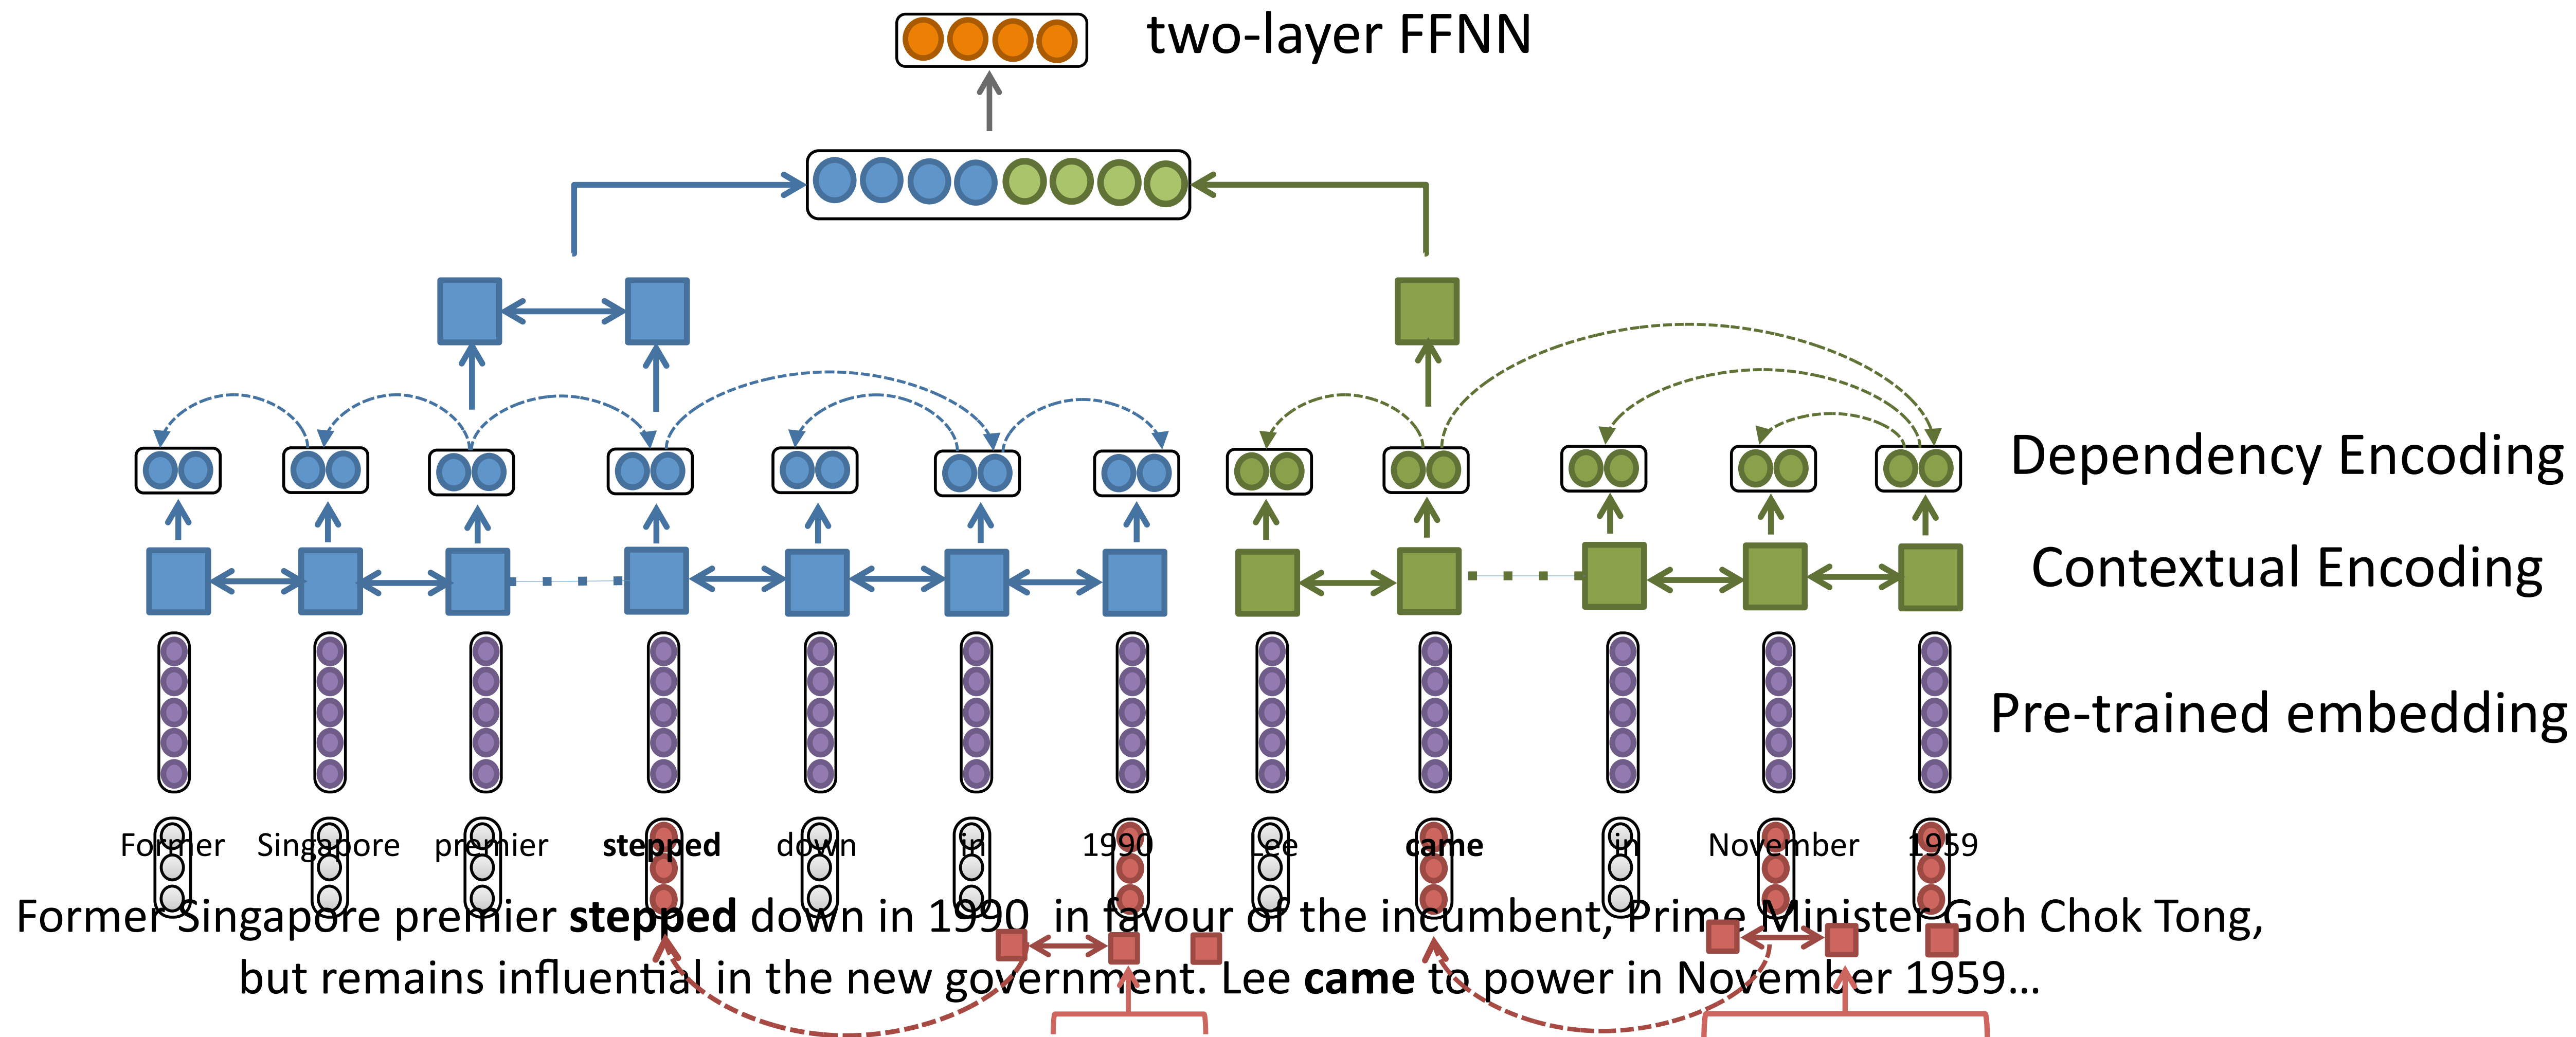 two-layer FFNN
Dependency Encoding
Contextual Encoding
Pre-trained embedding
Former Singapore premier stepped down in 1990 Lee came in November 1959
Former Singapore premier stepped down in 1990 in favour of the incumbent, Prime Minister Goh Chok Tong,
but remains influential in the new government. Lee came to power in November 1959...